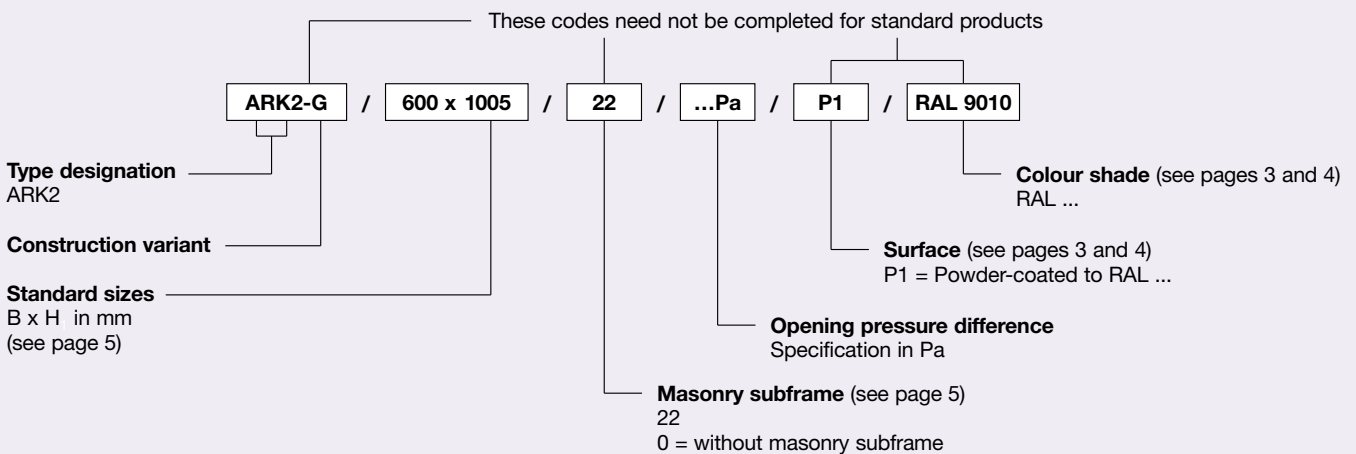 These codes need not be completed for standard products
ARK2-G / 600 x 1005 / 22 / ...Pa / P1 / RAL 9010
Type designation
ARK2
Construction variant
Standard sizes
B x H1 in mm
(see page 5)
Colour shade (see pages 3 and 4)
RAL ...
Surface (see pages 3 and 4)
P1 = Powder-coated to RAL ...
Opening pressure difference
Specification in Pa
Masonry subframe (see page 5)
22
0 = without masonry subframe